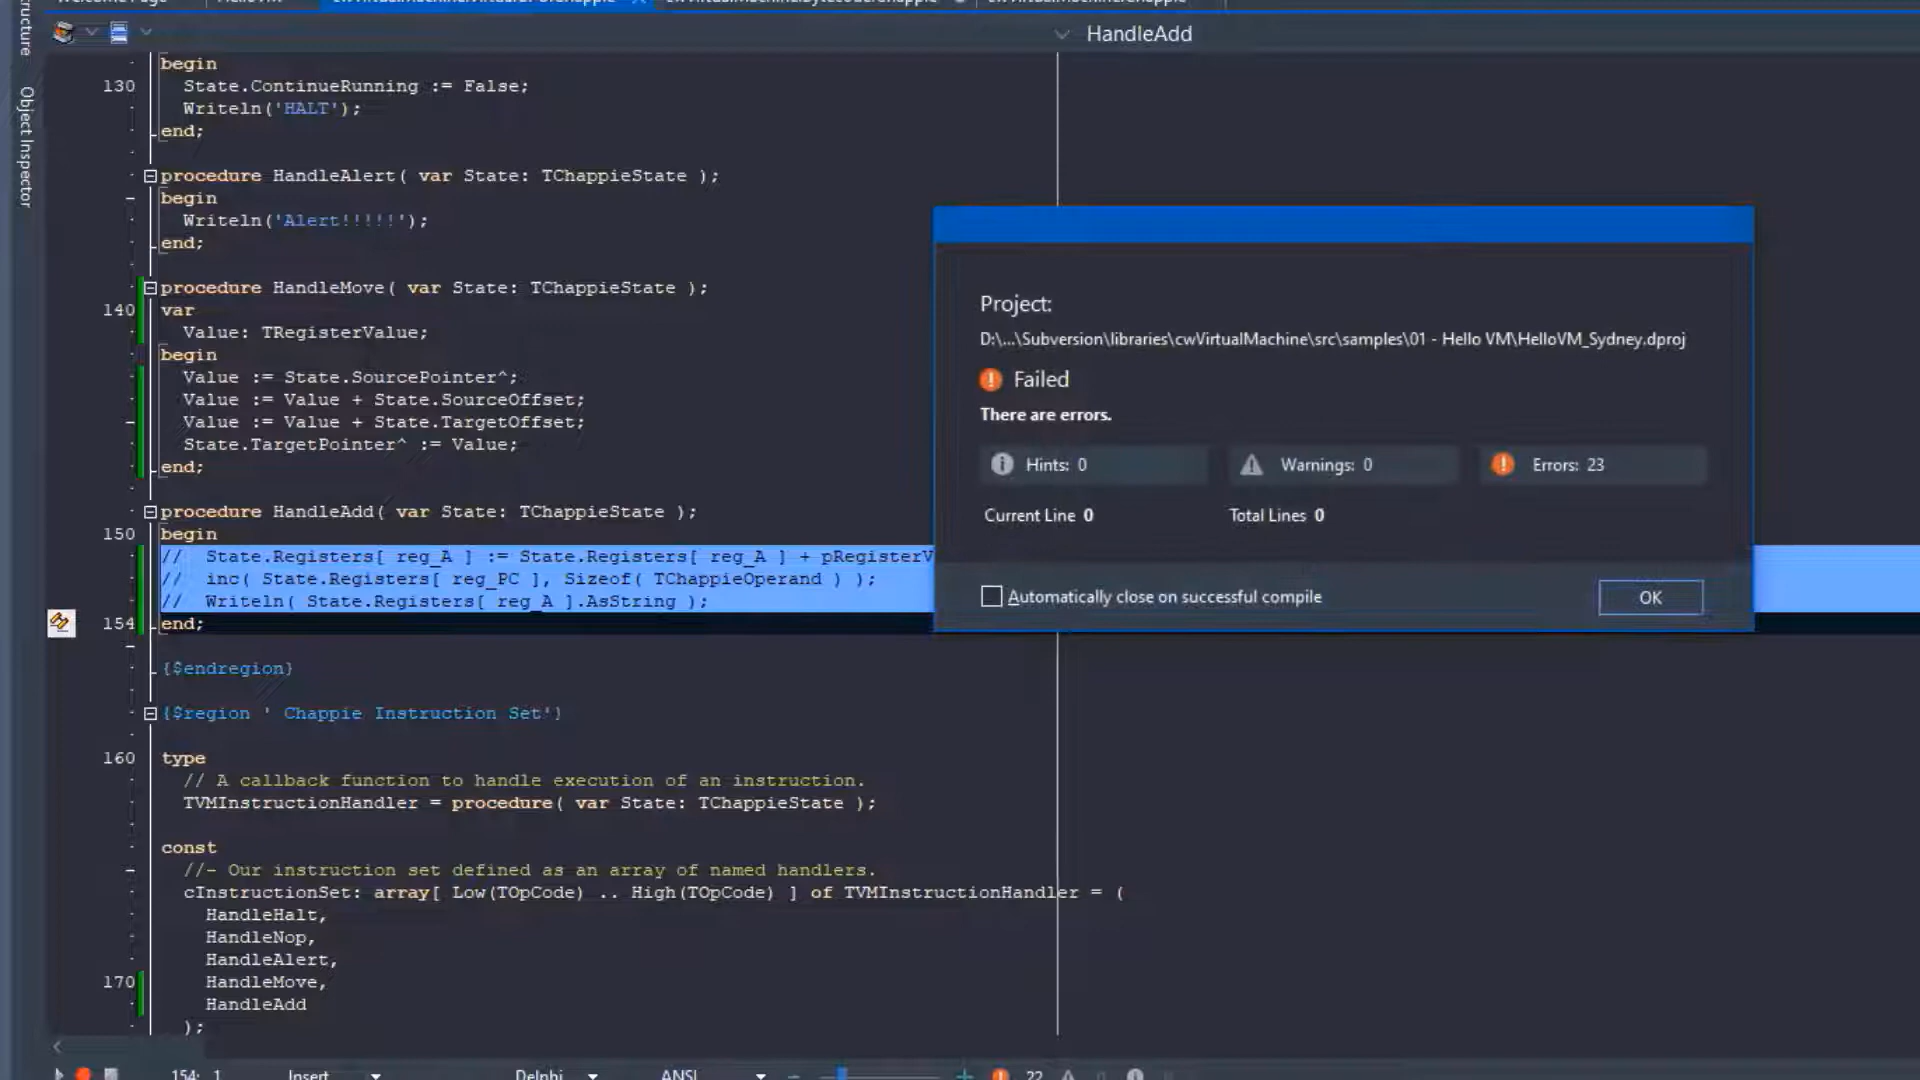 Structure
Object Inspector
HandleAdd
begin
130 State.ContinueRunning := False;
Writeln('HALT');
end;
procedure HandleAlert( var State: TChappieState );
begin
Writeln('Alert!!!!!');
end;
procedure HandleMove( var State: TChappieState );
140 var
Value: TRegisterValue;
begin
Value := State.SourcePointer^;
Value := Value + State.SourceOffset;
Value := Value + State.TargetOffset;
State.TargetPointer^ := Value;
end;
procedure HandleAdd( var State: TChappieState );
150 begin
// State.Registers[ reg_A ] := State.Registers[ reg_A ] + pRegisterV
// inc( State.Registers[ reg_PC ], Sizeof( TChappieOperand ) );
// Writeln( State.Registers[ reg_A ].AsString );
154 end;
{$endregion}
{$region ' Chappie Instruction Set'}
160 type
// A callback function to handle execution of an instruction.
TVMInstructionHandler = procedure( var State: TChappieState );
const
//- Our instruction set defined as an array of named handlers.
cInstructionSet: array[ Low(TOpCode) .. High(TOpCode) ] of TVMInstructionHandler = (
HandleHalt,
HandleNop,
HandleAlert,
170 HandleMove,
HandleAdd
);
Project:
D:\...\Subversion\libraries\cwVirtualMachine\src\samples\01 - Hello VM\HelloVM_Sydney.dproj
Failed
There are errors.
Hints: 0 Warnings: 0 Errors: 23
Current Line 0 Total Lines 0
Automatically close on successful compile OK
154: 1 Insert Delphi ANSI 22